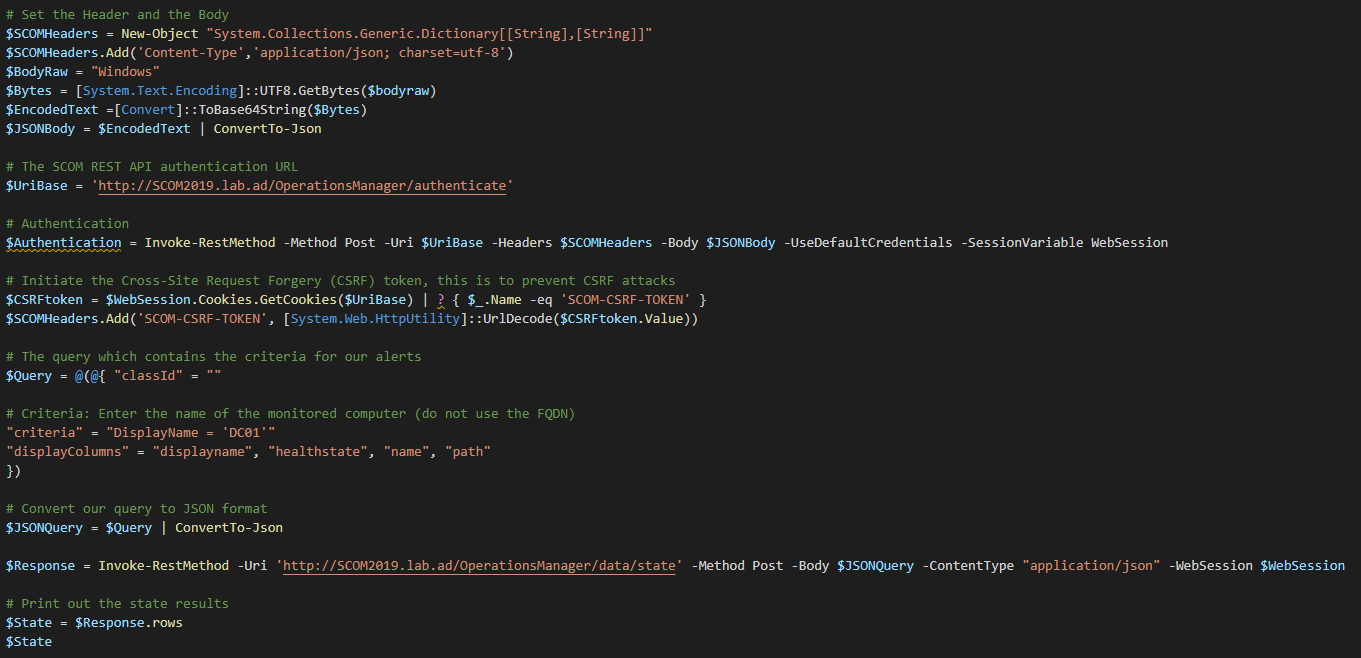 # Set the Header and the Body
$SCOMHeaders = New-Object "System.Collections.Generic.Dictionary[[String],[String]]"
$SCOMHeaders.Add('Content-Type','application/json; charset=utf-8')
$BodyRaw = "Windows"
$Bytes = [System.Text.Encoding]::UTF8.GetBytes($bodyraw)
$EncodedText =[Convert]::ToBase64String($Bytes)
$JSONBody = $EncodedText | ConvertTo-Json
# The SCOM REST API authentication URL
$UriBase = 'http://SCOM2019.lab.ad/OperationsManager/authenticate'
# Authentication
$Authentication = Invoke-RestMethod -Method Post -Uri $UriBase -Headers $SCOMHeaders -Body $JSONBody -UseDefaultCredentials -SessionVariable WebSession
# Initiate the Cross-Site Request Forgery (CSRF) token, this is to prevent CSRF attacks
$CSRFtoken = $WebSession.Cookies.GetCookies($UriBase) | ? { $_.Name -eq 'SCOM-CSRF-TOKEN' }
$SCOMHeaders.Add('SCOM-CSRF-TOKEN', [System.Web.HttpUtility]::UrlDecode($CSRFtoken.Value))
# The query which contains the criteria for our alerts
$Query = @(@{ "classId" = ""
# Criteria: Enter the name of the monitored computer (do not use the FQDN)
"criteria" = "DisplayName = 'DC01'"
"displayColumns" = "displayname", "healthstate", "name", "path"
})
# Convert our query to JSON format
$JSONQuery = $Query | ConvertTo-Json
$Response = Invoke-RestMethod -Uri 'http://SCOM2019.lab.ad/OperationsManager/data/state' -Method Post -Body $JSONQuery -ContentType "application/json" -WebSession $WebSession
# Print out the state results
$State = $Response.rows
$State